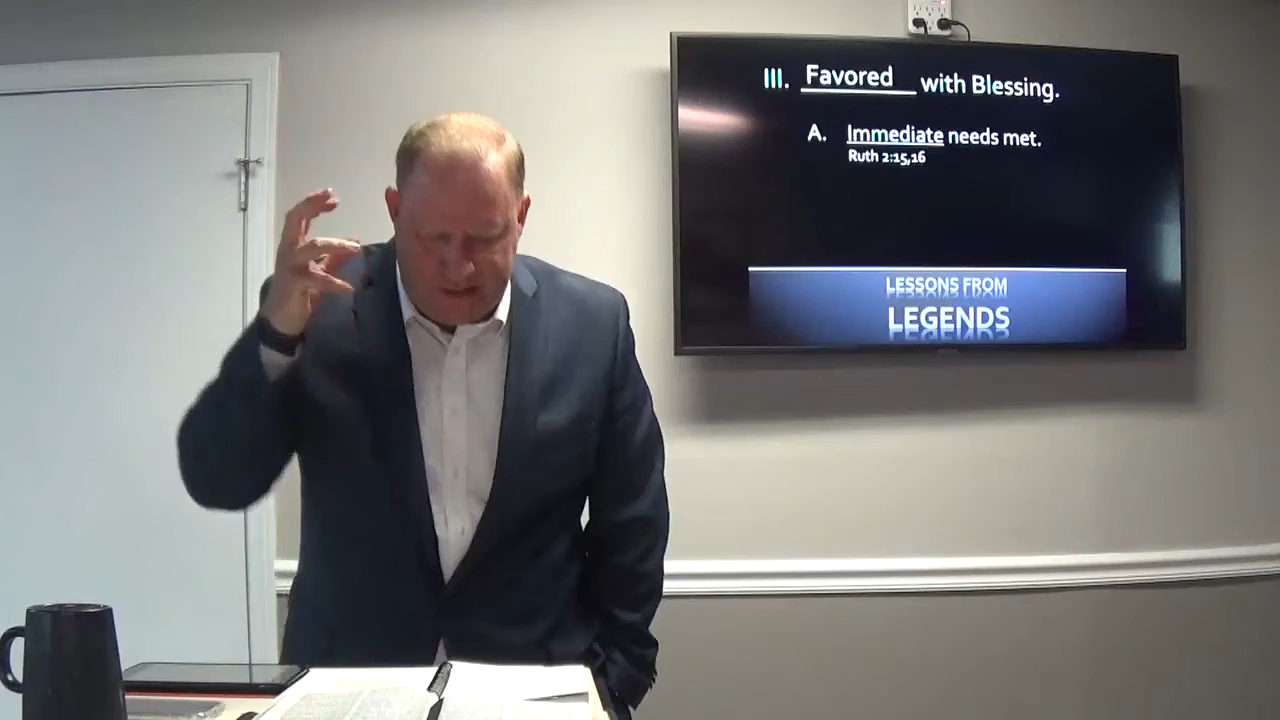 III. Favored with Blessing.
A. Immediate needs met.
Ruth 2:15,16
LESSONS FROM
LEGENDS